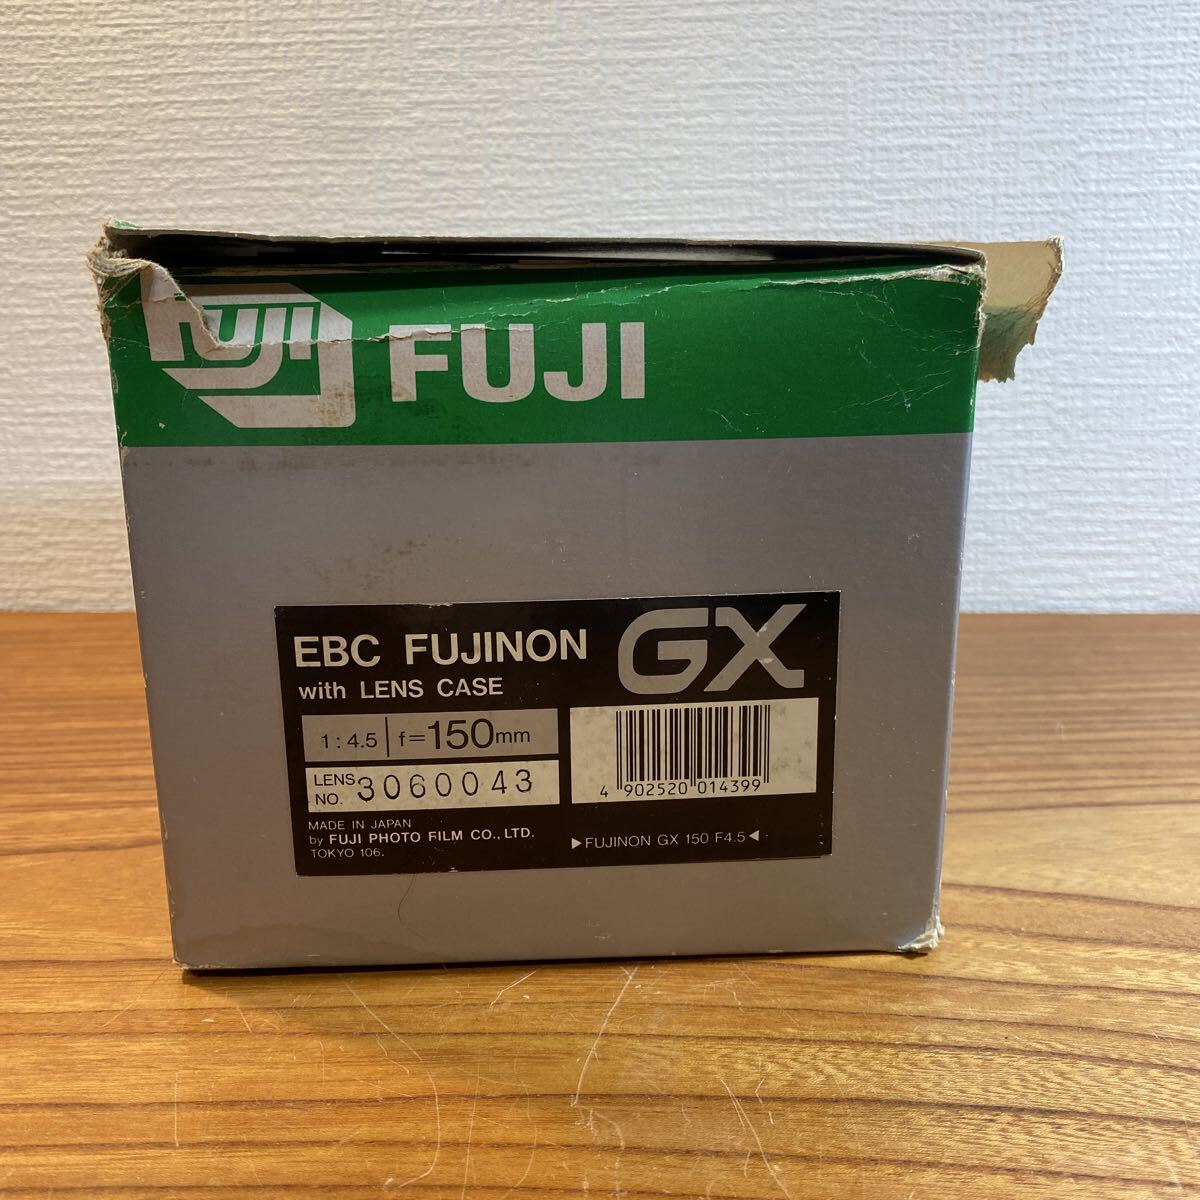 FUJI FUJI
EBC FUJINON GX
with LENS CASE
1:4.5 f=150mm
LENS NO. 3060043
4 902520 014399
MADE IN JAPAN
by FUJI PHOTO FILM CO., LTD.
TOKYO 106.
▶FUJINON GX 150 F4.5◀